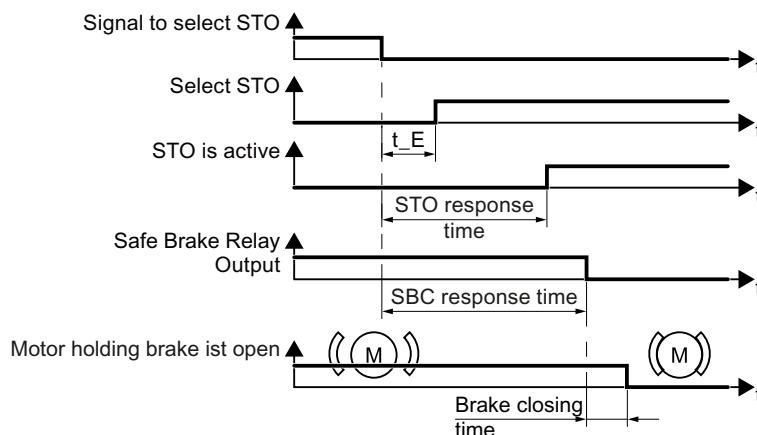 Signal to select STO
t
Select STO
t_E
t
STO is active
STO response
time
t
Safe Brake Relay
Output
SBC response time
t
Motor holding brake ist open
M
M
Brake closing
time
t